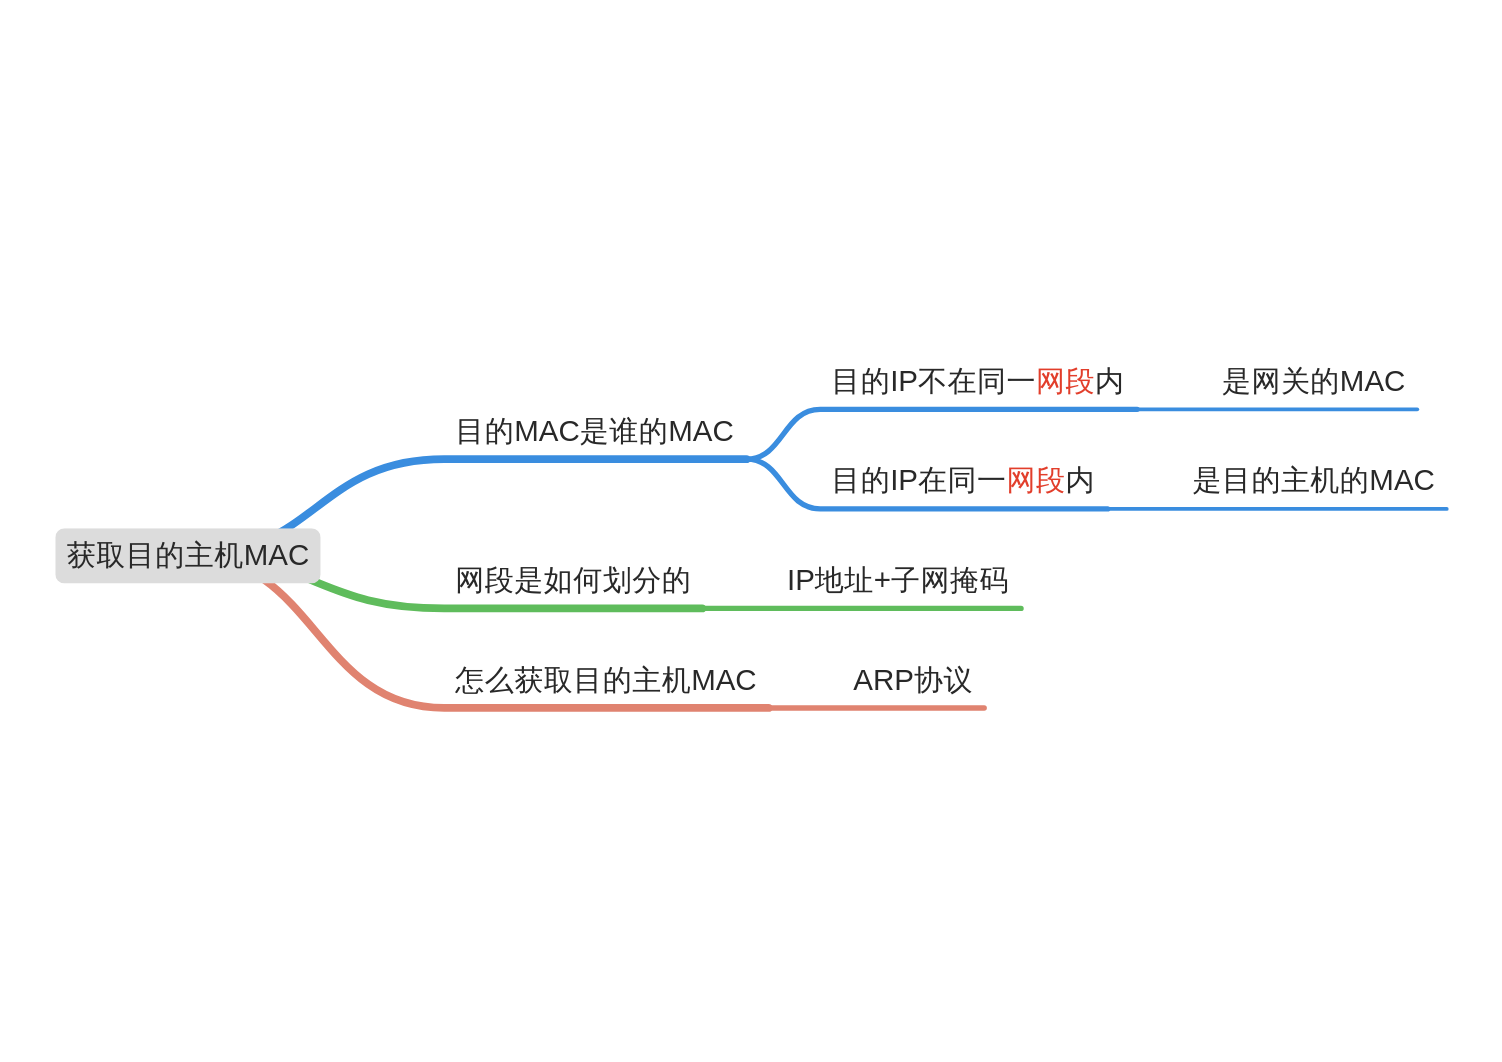 获取目的主机MAC
目的MAC是谁的MAC
目的IP不在同一网段内
是网关的MAC
目的IP在同一网段内
是目的主机的MAC
网段是如何划分的
IP地址+子网掩码
怎么获取目的主机MAC
ARP协议